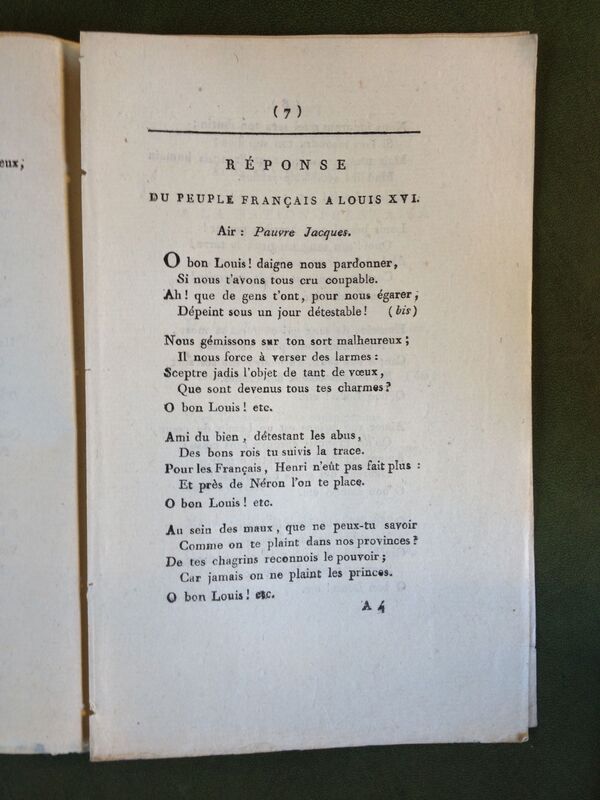 eux,
(7)
RÉPONSE
DU PEUPLE FRANÇAIS A LOUIS XVI.
Air : Pauvre Jacques.
O bon Louis! daigne nous pardonner,
Si nous t'avons tous cru coupable.
Ah! que de gens t'ont, pour nous égarer,
Dépeint sous un jour détestable! (bis)
Nous gémissons sur ton sort malheureux;
Il nous force à verser des larmes :
Sceptre jadis l'objet de tant de vœux,
Que sont devenus tous tes charmes?
O bon Louis! etc.
Ami du bien, détestant les abus,
Des bons rois tu suivis la trace.
Pour les Français, Henri n'eût pas fait plus :
Et près de Néron l'on te place.
O bon Louis! etc.
Au sein des maux, que ne peux-tu savoir
Comme on te plaint dans nos provinces?
De tes chagrins reconnois le pouvoir;
Car jamais on ne plaint les princes.
O bon Louis! etc.
A 4